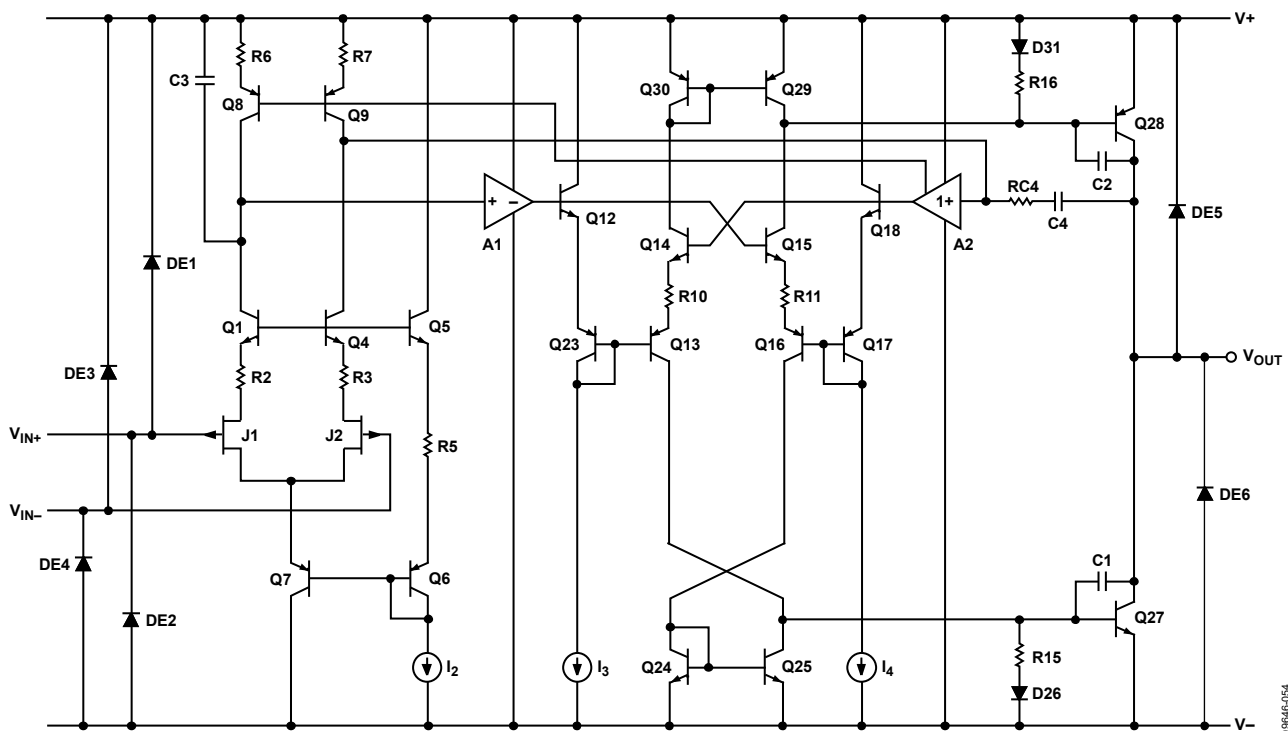 V+
R6
R7
D31
C3
Q30
Q29
R16
Q8
Q9
Q28
C2
RC4
+
–
1+
C4
DE5
Q12
Q18
A1
Q14
Q15
A2
DE1
R10
R11
Q1
Q4
Q5
Q23
Q13
Q16
Q17
VOUT
DE3
R2
R3
VIN+
J1
J2
R5
DE6
VIN–
DE4
Q7
Q6
C1
DE2
Q27
I2
I3
Q24
Q25
I4
R15
D26
V–